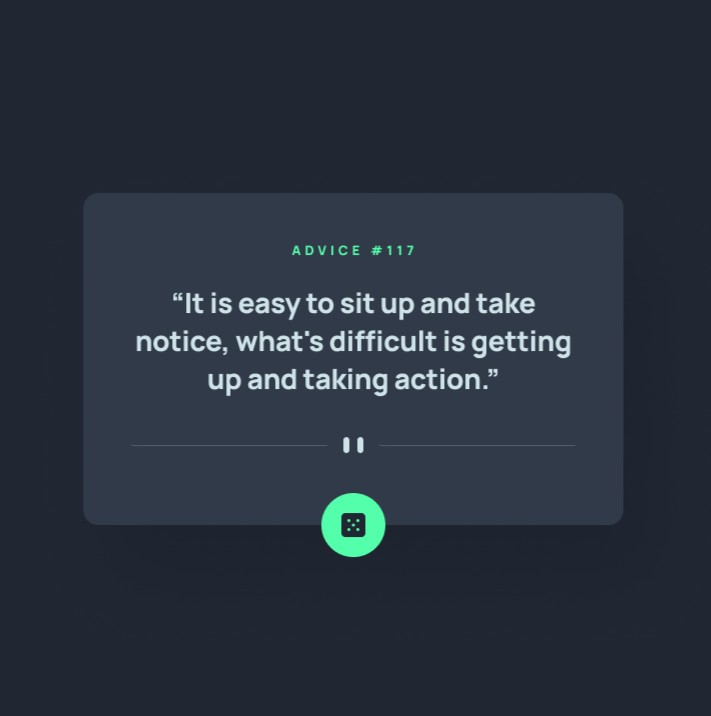 ADVICE #117
“It is easy to sit up and take
notice, what's difficult is getting
up and taking action.”